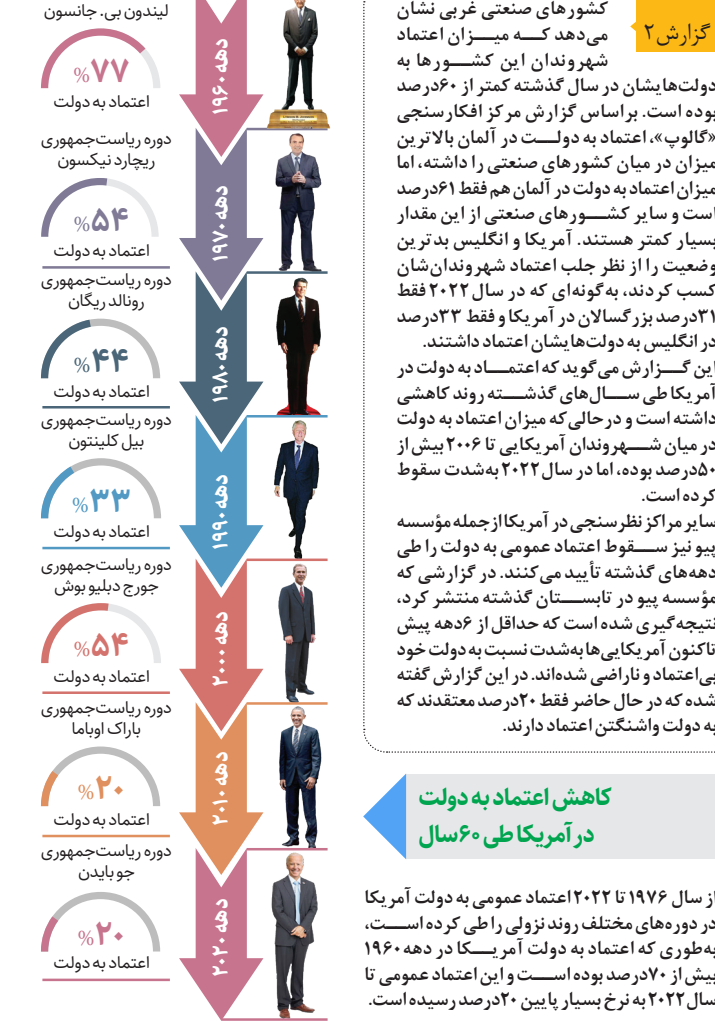 گزارش ۲
کشورهای صنعتی غربی نشان
می‌دهد که میزان اعتماد
شهروندان این کشورها به
دولت‌هایشان در سال گذشته کمتر از ۶۰درصد
بوده است. براساس گزارش مرکز افکارسنجی
«گالوپ»، اعتماد به دولت در آلمان بالاترین
میزان در میان کشورهای صنعتی را داشته، اما
میزان اعتماد به دولت در آلمان هم فقط ۶۱درصد
است و سایر کشورهای صنعتی از این مقدار
بسیار کمتر هستند. آمریکا و انگلیس بدترین
وضعیت را از نظر جلب اعتماد شهروندان‌شان
کسب کردند، به‌گونه‌ای که در سال ۲۰۲۲ فقط
۳۱درصد بزرگسالان در آمریکا و فقط ۳۳درصد
در انگلیس به دولت‌هایشان اعتماد داشتند.
این گزارش می‌گوید که اعتماد به دولت در
آمریکا طی سال‌های گذشته روند کاهشی
داشته است و درحالی‌که میزان اعتماد به دولت
در میان شهروندان آمریکایی تا ۲۰۰۶ بیش از
۵۰درصد بوده، اما در سال ۲۰۲۲ به‌شدت سقوط
کرده است.
سایر مراکز نظرسنجی در آمریکا ازجمله مؤسسه
پیو نیز سقوط اعتماد عمومی به دولت را طی
دهه‌های گذشته تأیید می‌کنند. در گزارشی که
مؤسسه پیو در تابستان گذشته منتشر کرد،
نتیجه‌گیری شده است که حداقل از ۶دهه پیش
تاکنون آمریکایی‌ها به‌شدت نسبت به دولت خود
بی‌اعتماد و ناراضی شده‌اند. در این گزارش گفته
شده که در حال حاضر فقط ۲۰درصد معتقدند که
به دولت واشنگتن اعتماد دارند.
کاهش اعتماد به دولت
در آمریکا طی ۶۰سال
از سال ۱۹۷۶ تا ۲۰۲۲ اعتماد عمومی به دولت آمریکا
در دوره‌های مختلف روند نزولی را طی کرده است،
به‌طوری که اعتماد به دولت آمریکا در دهه ۱۹۶۰
بیش از ۷۰درصد بوده است و این اعتماد عمومی تا
سال ۲۰۲۲ به نرخ بسیار پایین ۲۰درصد رسیده است.
دهه ۱۹۶۰
لیندون بی. جانسون
۷۷%
اعتماد به دولت
دهه ۱۹۷۰
دوره ریاست‌جمهوری
ریچارد نیکسون
۵۴%
اعتماد به دولت
دهه ۱۹۸۰
دوره ریاست‌جمهوری
رونالد ریگان
۴۴%
اعتماد به دولت
دهه ۱۹۹۰
دوره ریاست‌جمهوری
بیل کلینتون
۳۳%
اعتماد به دولت
دهه ۲۰۰۰
دوره ریاست‌جمهوری
جورج دبلیو بوش
۵۴%
اعتماد به دولت
دهه ۲۰۱۰
دوره ریاست‌جمهوری
باراک اوباما
۲۰%
اعتماد به دولت
دهه ۲۰۲۰
دوره ریاست‌جمهوری
جو بایدن
۲۰%
اعتماد به دولت